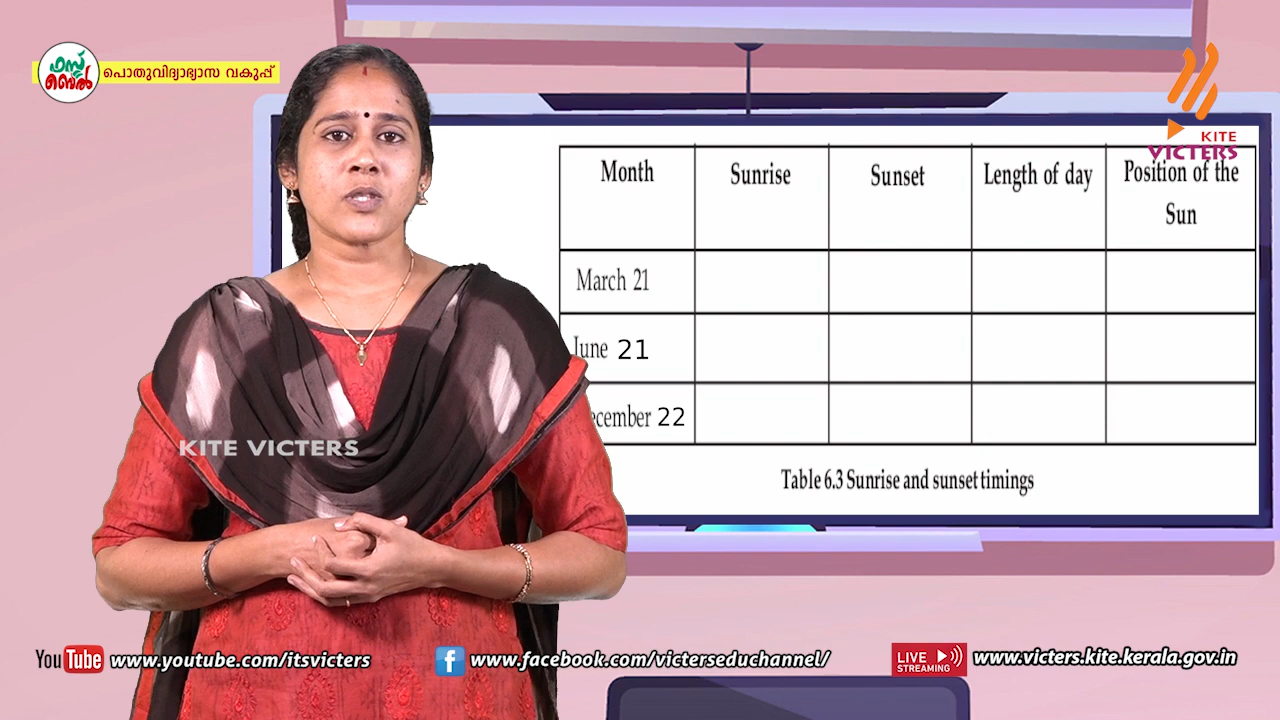 ഫസ്റ്റ് ബെൽ
പൊതുവിദ്യാഭ്യാസ വകുപ്പ്
KITE
VICTERS
Month Sunrise Sunset Length of day Position of the Sun
March 21
June 21
ecember 22
Table 6.3 Sunrise and sunset timings
KITE VICTERS
YouTube www.youtube.com/itsvicters
f www.facebook.com/victerseduchannel/
LIVE STREAMING www.victers.kite.kerala.gov.in